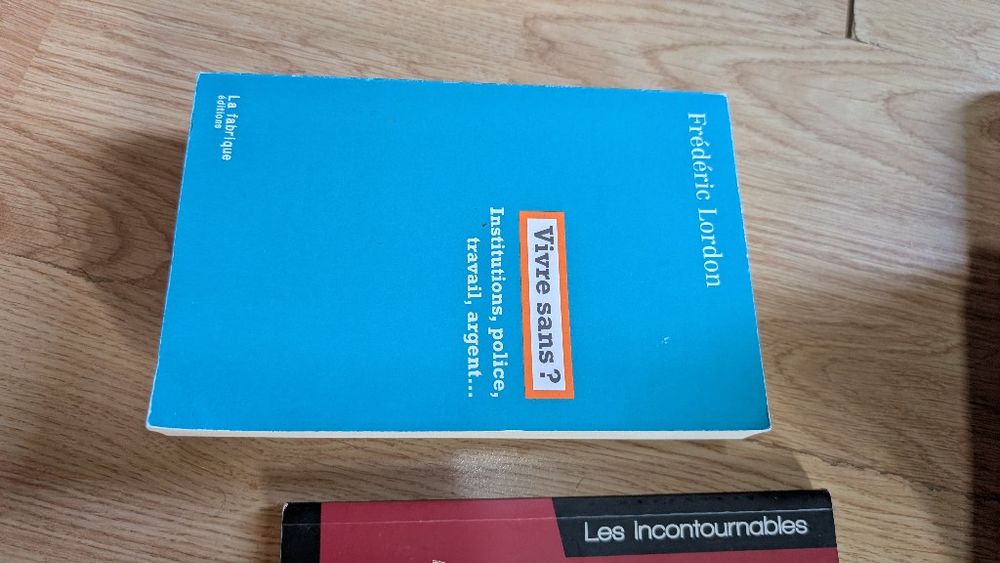 Frédéric Lordon
Vivre sans ?
Institutions, police,
travail, argent...
La fabrique
éditions
Les Incontournables